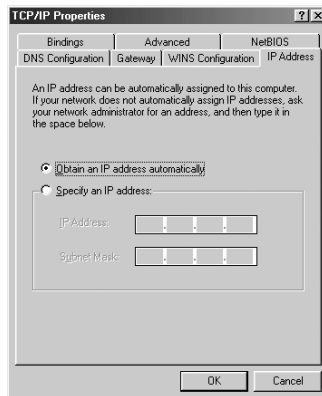 TCP/IP Properties
Bindings Advanced NetBIOS
DNS Configuration Gateway WINS Configuration IP Address
An IP address can be automatically assigned to this computer.
If your network does not automatically assign IP addresses, ask
your network administrator for an address, and then type it in
the space below.
Obtain an IP address automatically
Specify an IP address:
IP Address:
Subnet Mask:
OK Cancel